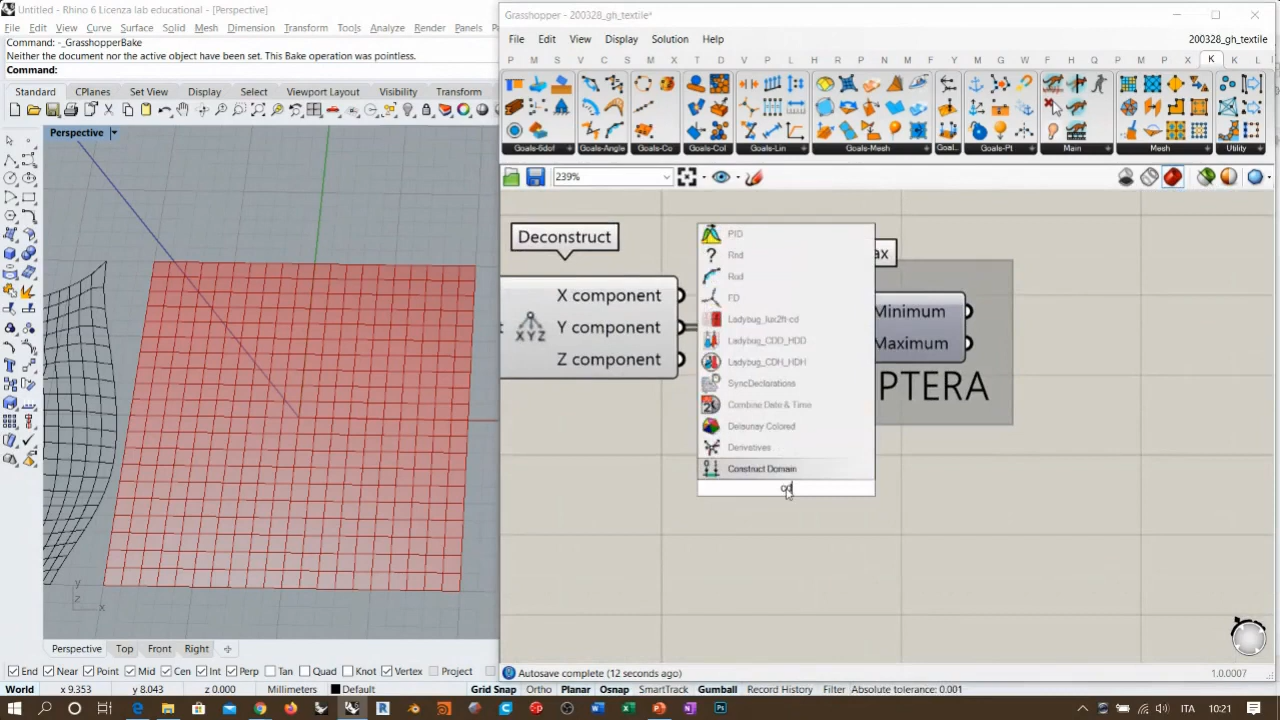 Untitled - Rhino 6 Licenza lab educational - [Perspective]
File Edit View Curve Surface Solid Mesh Dimension Transform Tools Analyze Render Panels
Command: -_GrasshopperBake
Neither the document nor the active object have been set. This Bake operation was pointless.
Command:
Standard CPlanes Set View Display Select Viewport Layout Visibility Transform
Perspective
Grasshopper - 200328_gh_textile*
File Edit View Display Solution Help
200328_gh_textile
P M S V C S X T D V P L R P N P G W F H K L
Goals-6dof Goals-Angle Goals-Co Goals-Col Goals-Lin Goals-Mesh Goal.. Goals-Pt Main Mesh Utility
239%
Deconstruct
X component
Y component
Z component
XYZ
PID
Rnd
Rud
FD
Ladybug_lux2ft-cd
Ladybug_CDD_HDD
Ladybug_CDH_HDH
SyncDeclarations
Combine Date & Time
Delaunay Colored
Derivatives
Construct Domain
cd
ax
Minimum
Maximum
PTERA
y
z x
Perspective Top Front Right
End Near Point Mid Cen Int Perp Tan Quad Knot Vertex Project
Autosave complete (12 seconds ago)
1.0.0007
World x 9.353 y 8.043 z 0.000 Millimeters Default Grid Snap Ortho Planar Osnap SmartTrack Gumball Record History Filter Absolute tolerance: 0.001
ITA 10:21